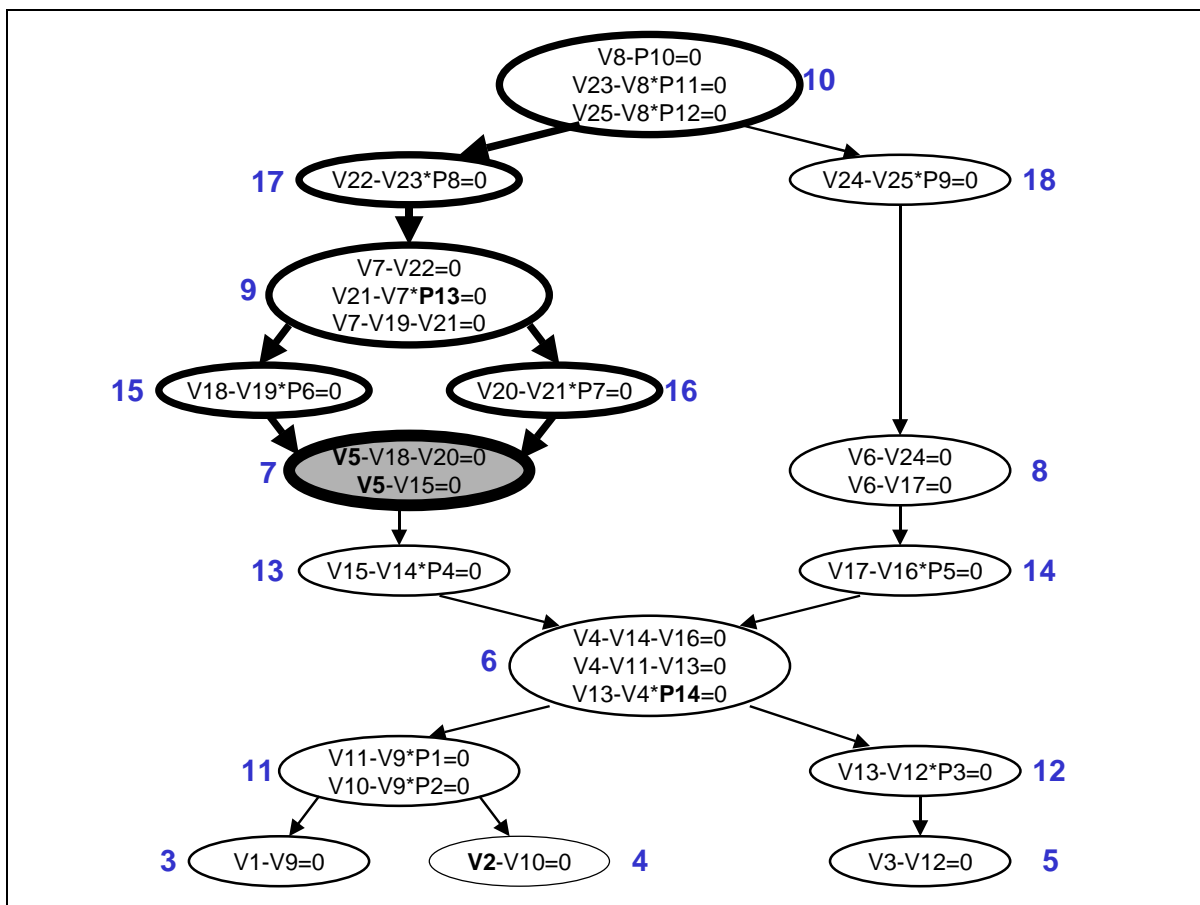 V8-P10=0
V23-V8*P11=0
V25-V8*P12=0
10
17
V22-V23*P8=0
V24-V25*P9=0
18
9
V7-V22=0
V21-V7*P13=0
V7-V19-V21=0
15
V18-V19*P6=0
V20-V21*P7=0
16
7
V5-V18-V20=0
V5-V15=0
V6-V24=0
V6-V17=0
8
13
V15-V14*P4=0
V17-V16*P5=0
14
6
V4-V14-V16=0
V4-V11-V13=0
V13-V4*P14=0
11
V11-V9*P1=0
V10-V9*P2=0
V13-V12*P3=0
12
3
V1-V9=0
V2-V10=0
4
V3-V12=0
5